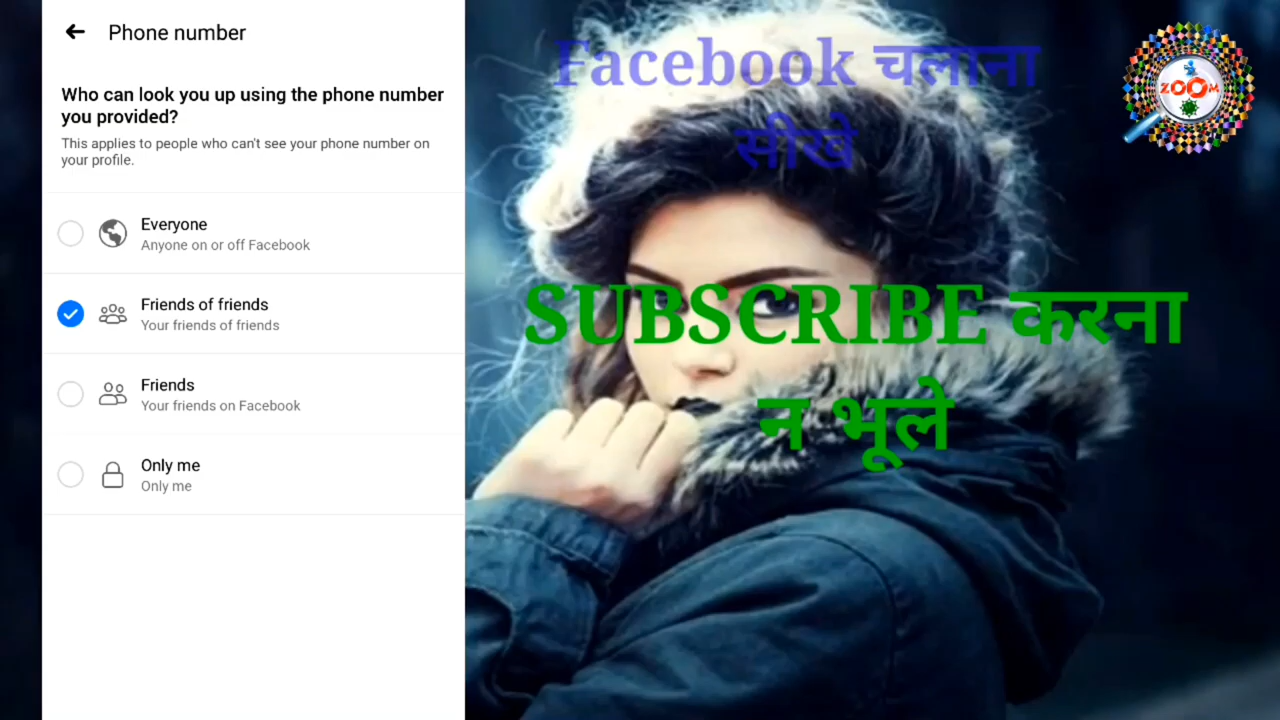 Phone number
Who can look you up using the phone number
you provided?
This applies to people who can't see your phone number on
your profile.
Everyone
Anyone on or off Facebook
Friends of friends
Your friends of friends
Friends
Your friends on Facebook
Only me
Only me
Facebook चलाना
सीखे
SUBSCRIBE करना
न भूले
ZOOM